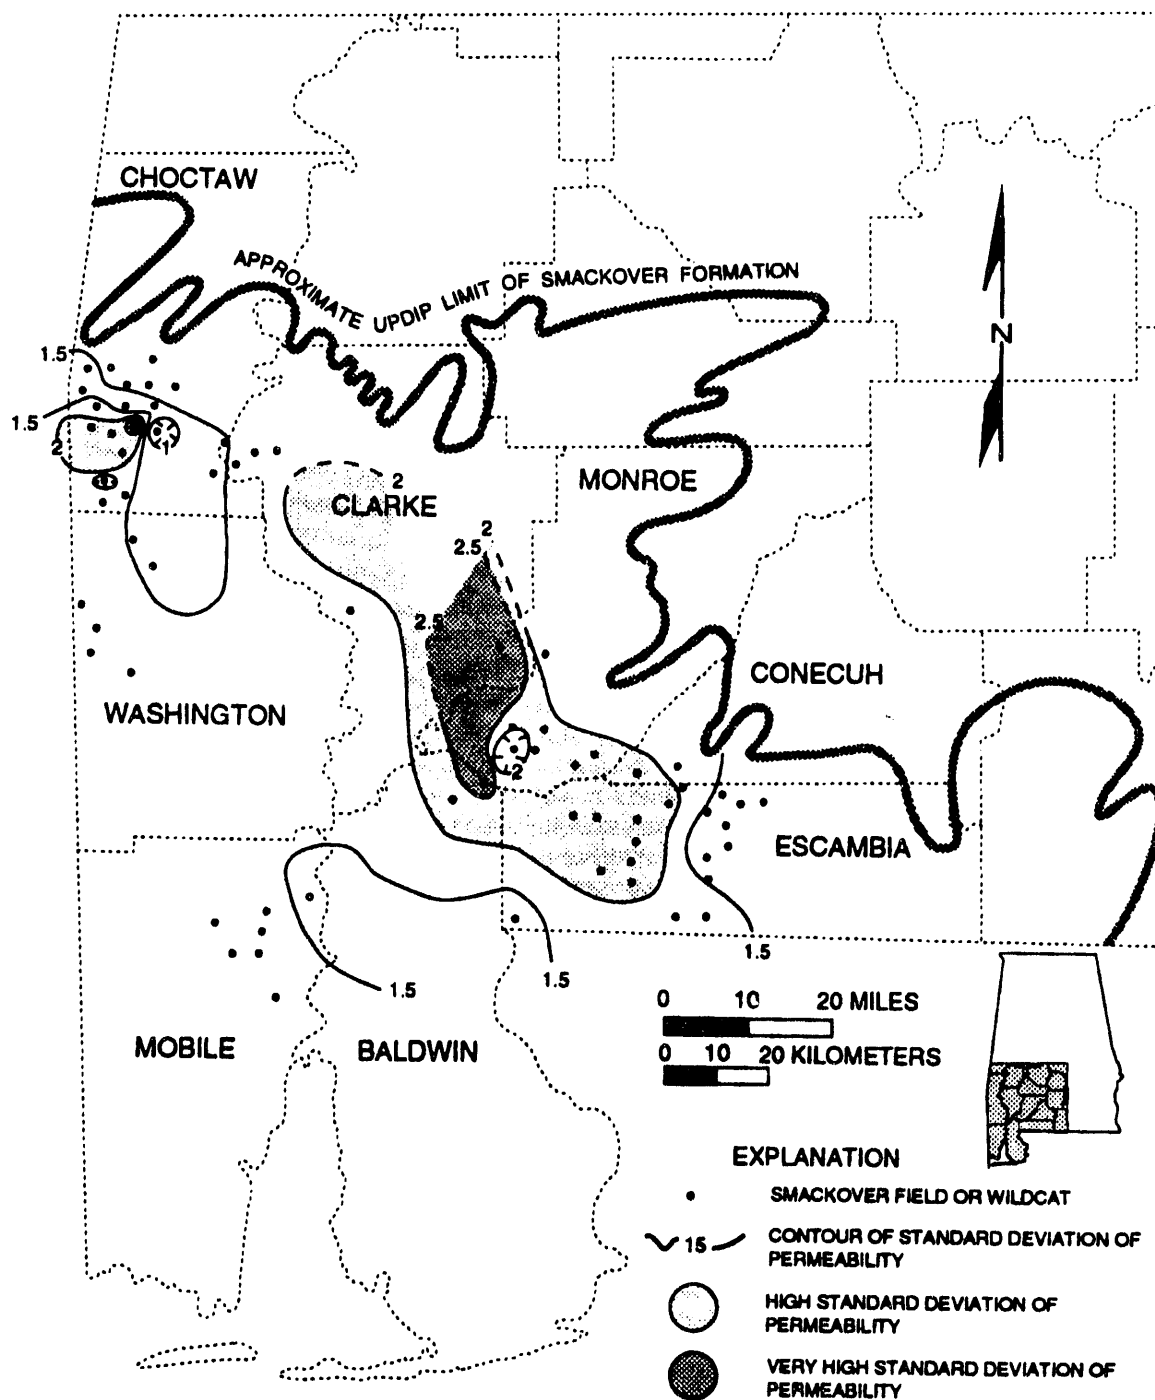 CHOCTAW
APPROXIMATE UPDIP LIMIT OF SMACKOVER FORMATION
N
1.5
1.5
2
1
2
CLARKE
MONROE
2
2.5
2.5
CONECUH
WASHINGTON
2
ESCAMBIA
1.5
1.5
1.5
MOBILE
BALDWIN
0 10 20 MILES
0 10 20 KILOMETERS
EXPLANATION
SMACKOVER FIELD OR WILDCAT
15
CONTOUR OF STANDARD DEVIATION OF
PERMEABILITY
HIGH STANDARD DEVIATION OF
PERMEABILITY
VERY HIGH STANDARD DEVIATION OF
PERMEABILITY